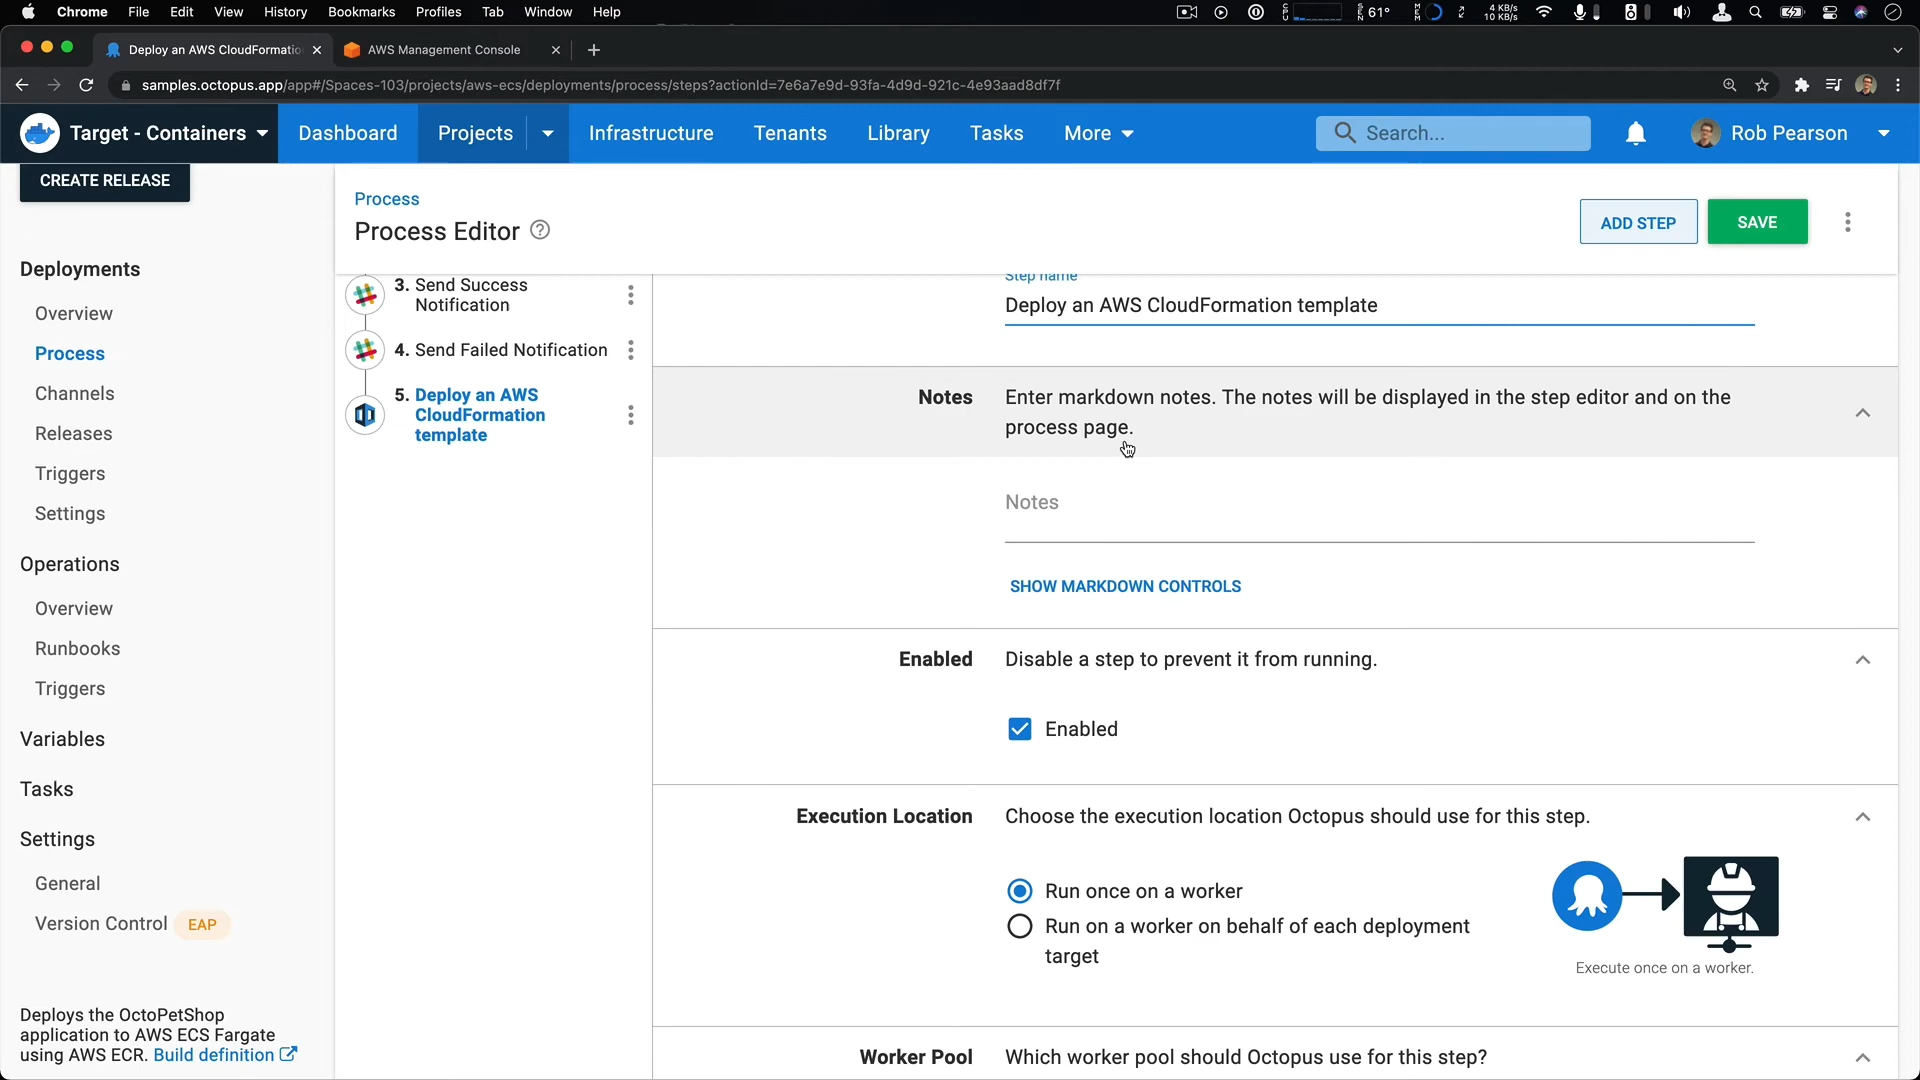 Chrome File Edit View History Bookmarks Profiles Tab Window Help 61° 4 KB/s 10 KB/s
Deploy an AWS CloudFormatio AWS Management Console
samples.octopus.app/app#/Spaces-103/projects/aws-ecs/deployments/process/steps?actionId=7e6a7e9d-93fa-4d9d-921c-4e93aad8df7f
Target - Containers Dashboard Projects Infrastructure Tenants Library Tasks More Search... Rob Pearson
CREATE RELEASE
Deployments
Overview
Process
Channels
Releases
Triggers
Settings
Operations
Overview
Runbooks
Triggers
Variables
Tasks
Settings
General
Version Control EAP
Deploys the OctoPetShop
application to AWS ECS Fargate
using AWS ECR. Build definition
Process
Process Editor
ADD STEP SAVE
3. Send Success
Notification
4. Send Failed Notification
5. Deploy an AWS
CloudFormation
template
Step name
Deploy an AWS CloudFormation template
Notes Enter markdown notes. The notes will be displayed in the step editor and on the
process page.
Notes
SHOW MARKDOWN CONTROLS
Enabled Disable a step to prevent it from running.
Enabled
Execution Location Choose the execution location Octopus should use for this step.
Run once on a worker
Run on a worker on behalf of each deployment
target
Execute once on a worker.
Worker Pool Which worker pool should Octopus use for this step?